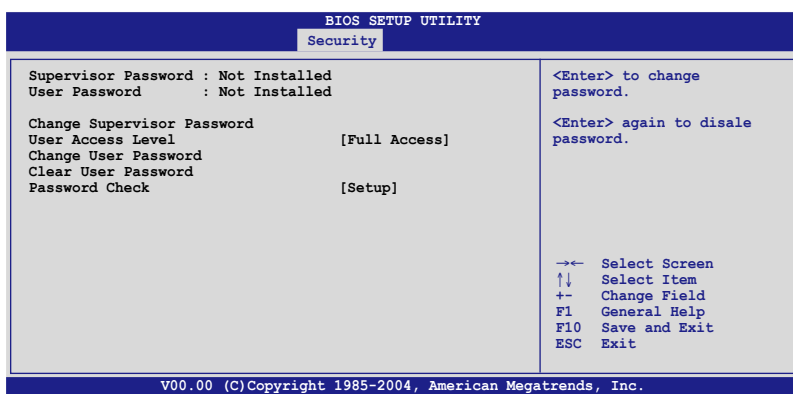 BIOS SETUP UTILITY
Security
Supervisor Password : Not Installed
User Password : Not Installed
Change Supervisor Password
User Access Level [Full Access]
Change User Password
Clear User Password
Password Check [Setup]
<Enter> to change
password.
<Enter> again to disale
password.
→← Select Screen
↑↓ Select Item
+- Change Field
F1 General Help
F10 Save and Exit
ESC Exit
V00.00 (C)Copyright 1985-2004, American Megatrends, Inc.